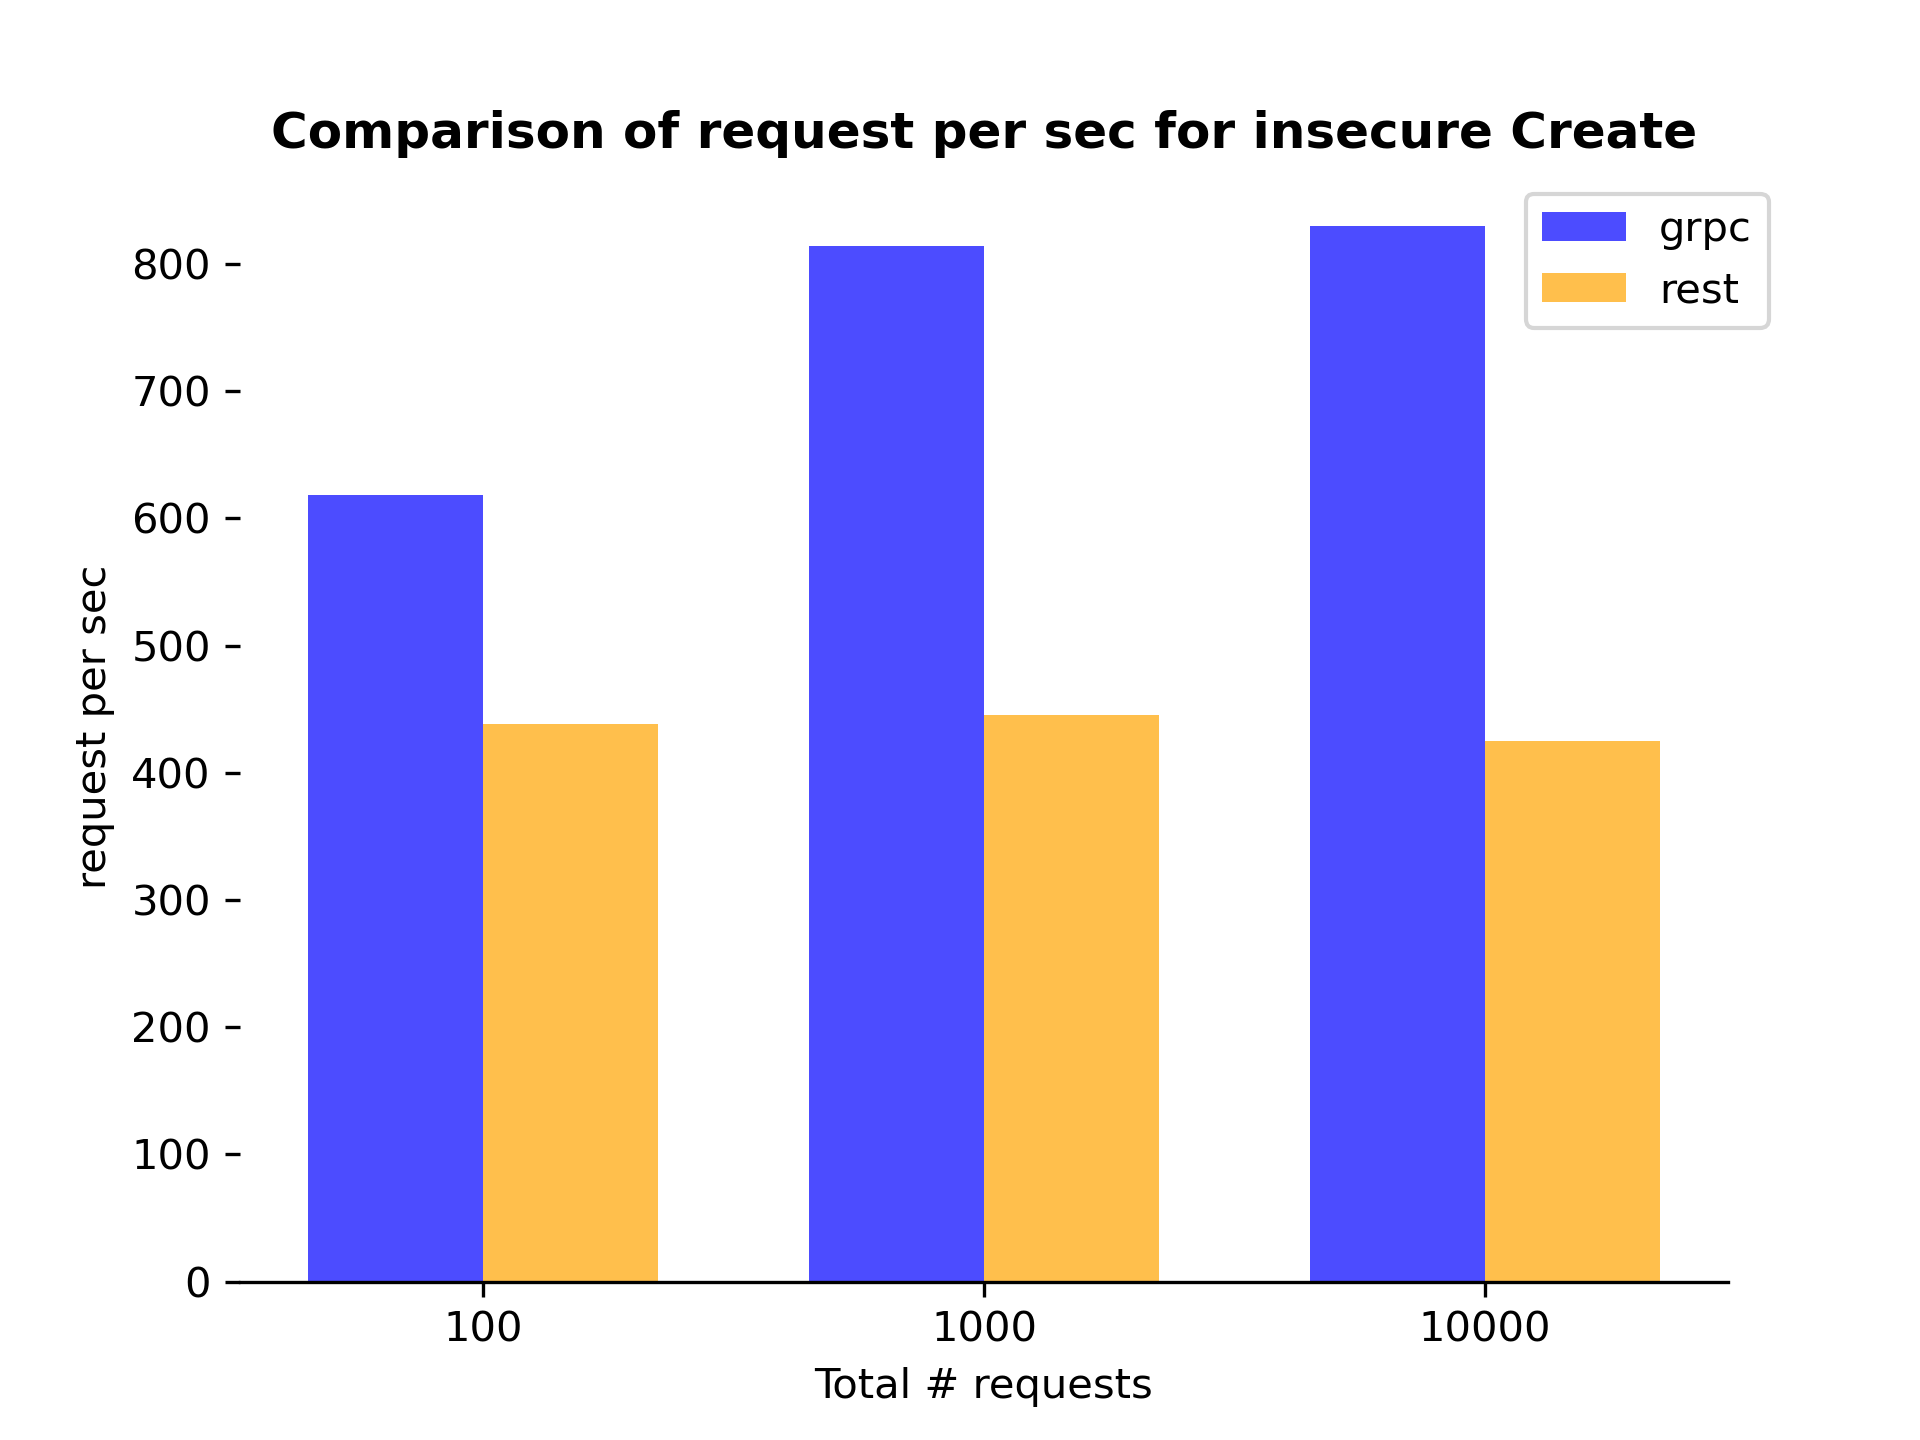 Comparison of request per sec for insecure Create
grpc
rest
request per sec
800
700
600
500
400
300
200
100
0
100
1000
10000
Total # requests